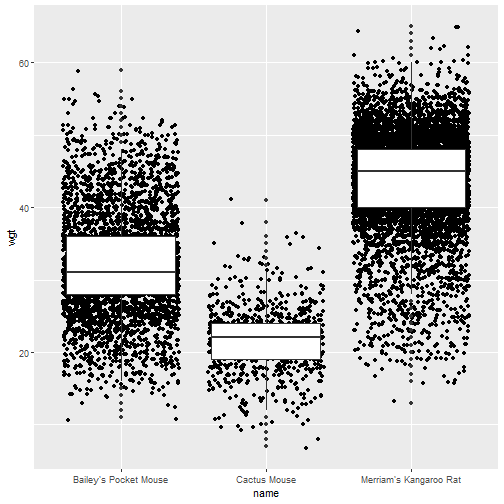 60
40
20
wgt
Bailey's Pocket Mouse
Cactus Mouse
Merriam's Kangaroo Rat
name